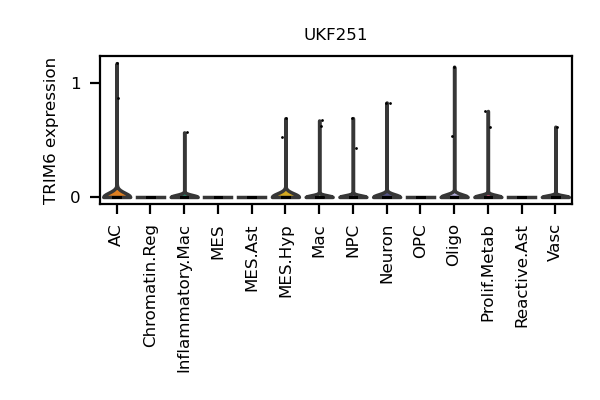 UKF251
TRIM6 expression
1
0
AC
Chromatin.Reg
Inflammatory.Mac
MES
MES.Ast
MES.Hyp
Mac
NPC
Neuron
OPC
Oligo
Prolif.Metab
Reactive.Ast
Vasc